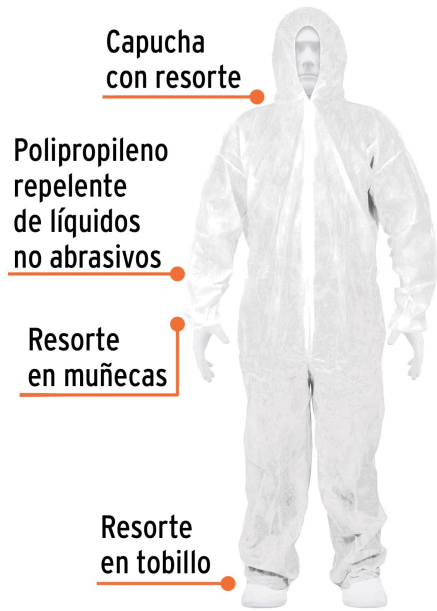 Capucha
con resorte
Polipropileno
repelente
de líquidos
no abrasivos
Resorte
en muñecas
Resorte
en tobillo